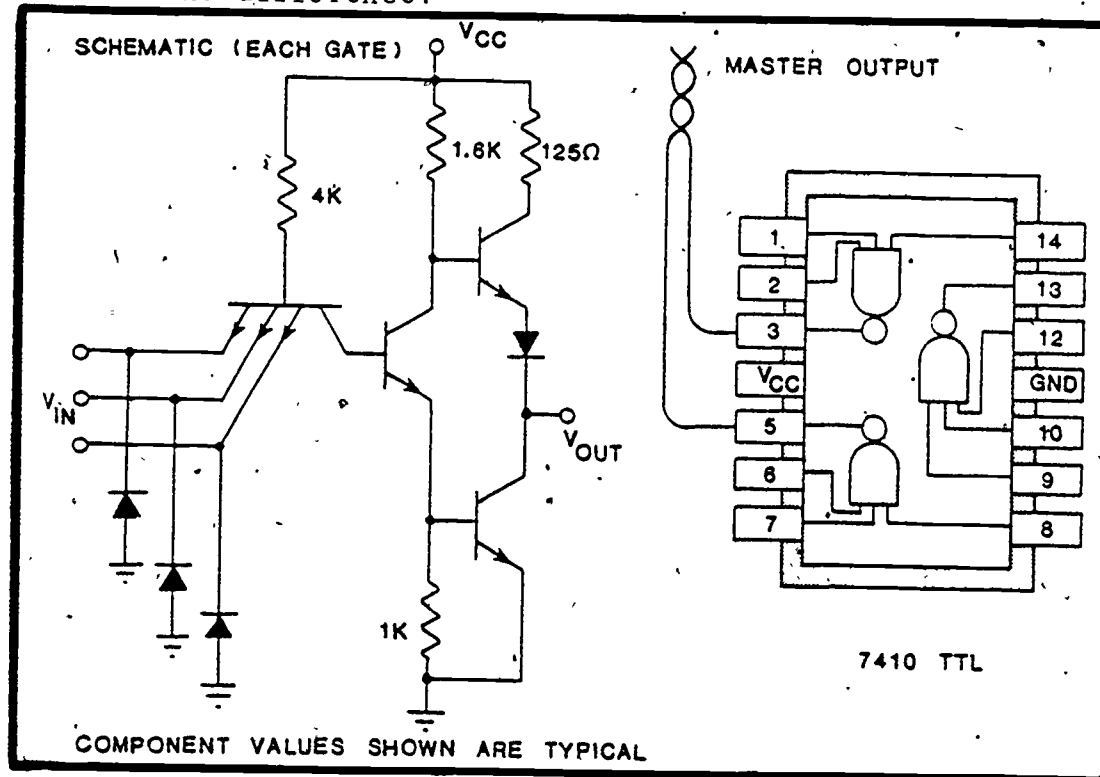 SCHEMATIC (EACH GATE)
VCC
MASTER OUTPUT
1.6K
125Ω
4K
VIN
VOUT
1K
1
2
3
VCC
5
6
7
14
13
12
GND
10
9
8
7410 TTL
COMPONENT VALUES SHOWN ARE TYPICAL